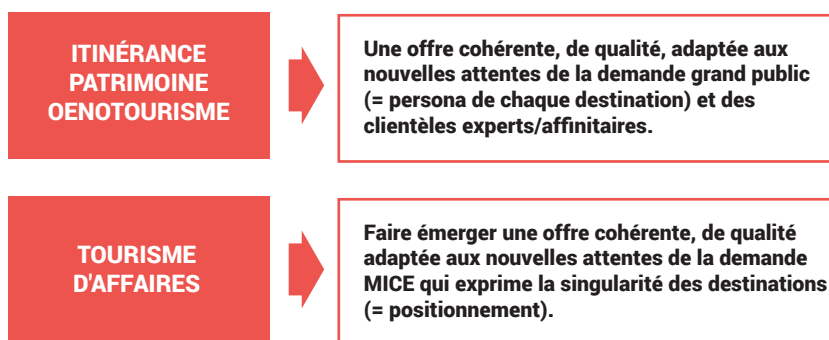 ITINÉRANCE
PATRIMOINE
OENOTOURISME
Une offre cohérente, de qualité, adaptée aux
nouvelles attentes de la demande grand public
(= persona de chaque destination) et des
clientèles experts/affinitaires.
TOURISME
D'AFFAIRES
Faire émerger une offre cohérente, de qualité
adaptée aux nouvelles attentes de la demande
MICE qui exprime la singularité des destinations
(= positionnement).